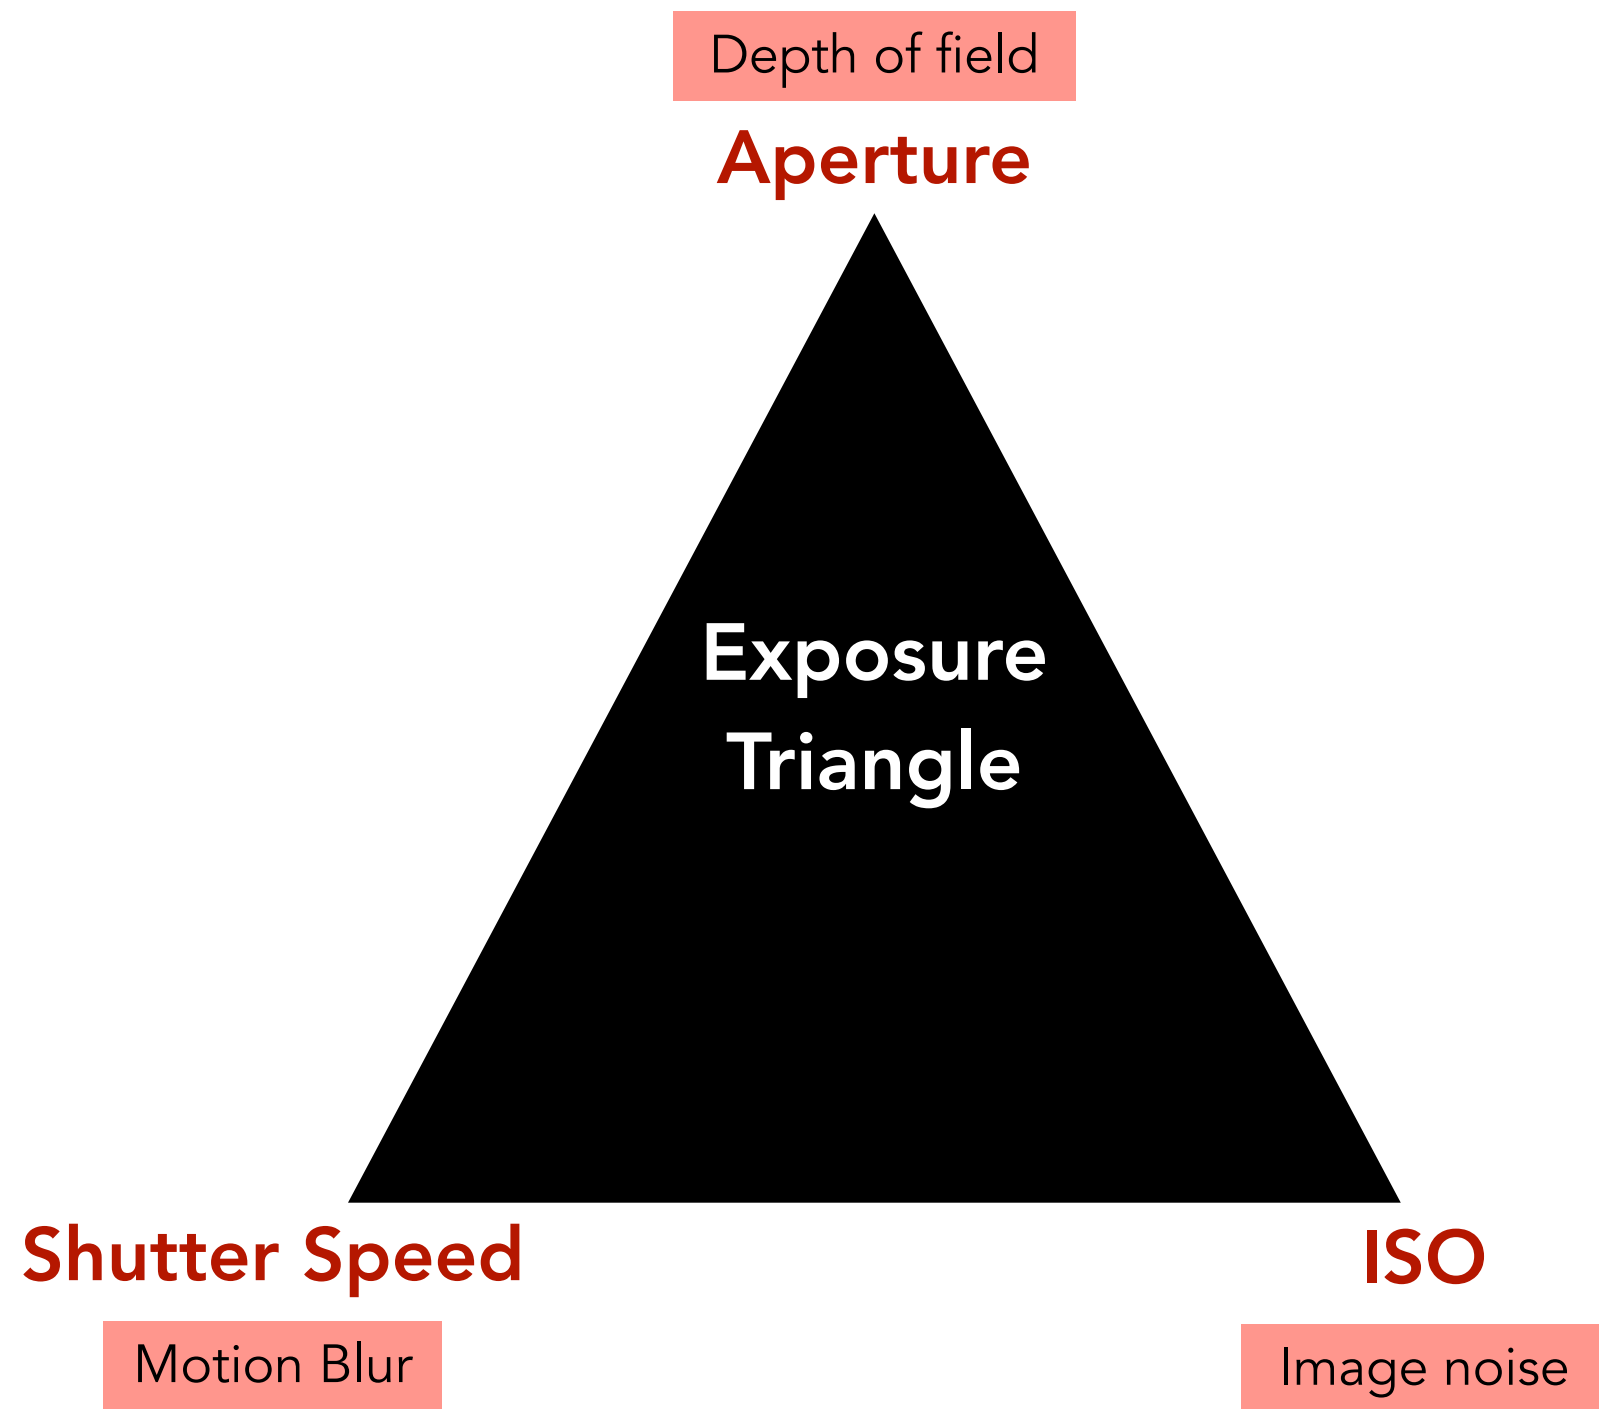 Depth of field
Aperture
Exposure
Triangle
Shutter Speed
ISO
Motion Blur
Image noise